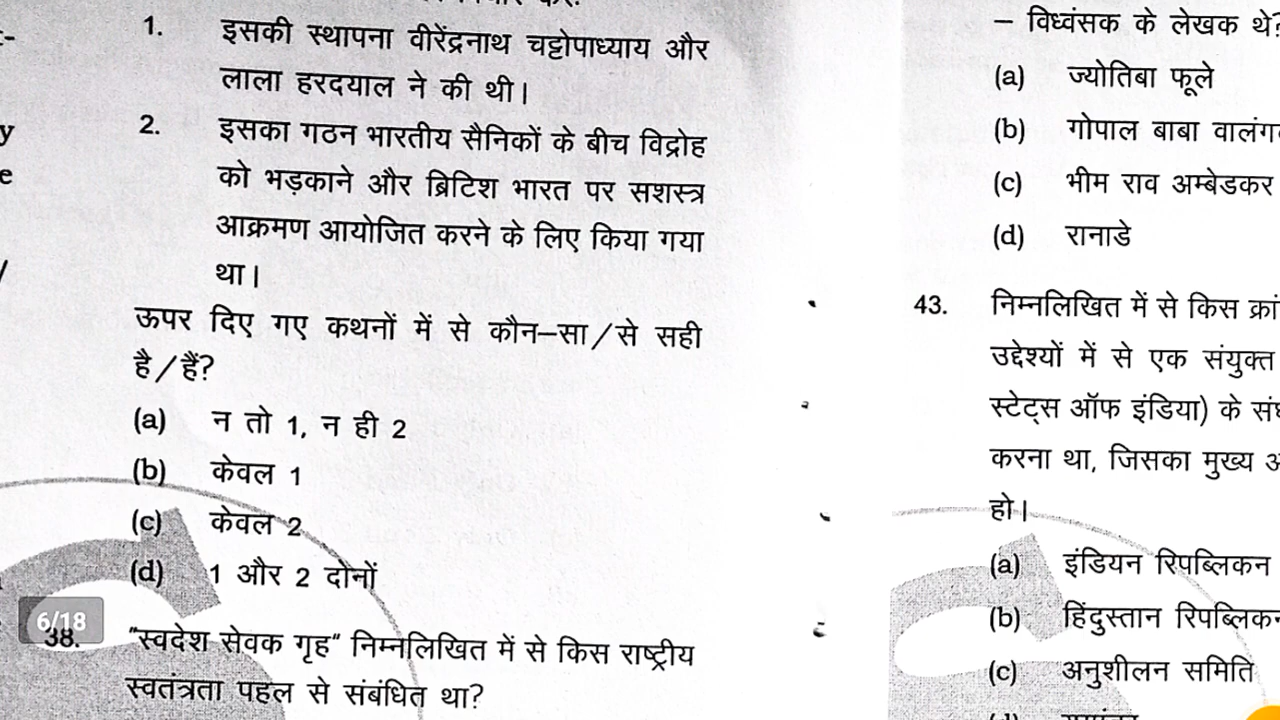 1. इसकी स्थापना वीरेंद्रनाथ चट्टोपाध्याय और
लाला हरदयाल ने की थी।
2. इसका गठन भारतीय सैनिकों के बीच विद्रोह
को भड़काने और ब्रिटिश भारत पर सशस्त्र
आक्रमण आयोजित करने के लिए किया गया
था।
ऊपर दिए गए कथनों में से कौन–सा/से सही
है/हैं?
(a) न तो 1, न ही 2
(b) केवल 1
(c) केवल 2
(d) 1 और 2 दोनों
6/18
38. "स्वदेश सेवक गृह" निम्नलिखित में से किस राष्ट्रीय
स्वतंत्रता पहल से संबंधित था?
– विध्वंसक के लेखक थे?
(a) ज्योतिबा फूले
(b) गोपाल बाबा
(c) भीम राव अम्बेडकर
(d) रानाडे
43. निम्नलिखित में से किस
उद्देश्यों में से एक संयुक्त
स्टेट्स ऑफ इंडिया) के
करना था, जिसका मुख्य
हो।
(a) इंडियन रिपब्लिकन
(b) हिंदुस्तान रिपब्लिकन
(c) अनुशीलन समिति